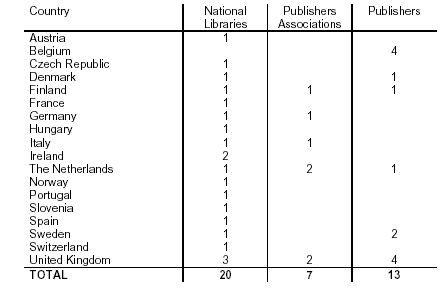 Country National Libraries Publishers Associations Publishers
Austria 1
Belgium 4
Czech Republic 1
Denmark 1 1
Finland 1 1 1
France 1
Germany 1 1
Hungary 1
Italy 1 1
Ireland 2
The Netherlands 1 2 1
Norway 1
Portugal 1
Slovenia 1
Spain 1
Sweden 1 2
Switzerland 1
United Kingdom 3 2 4
TOTAL 20 7 13